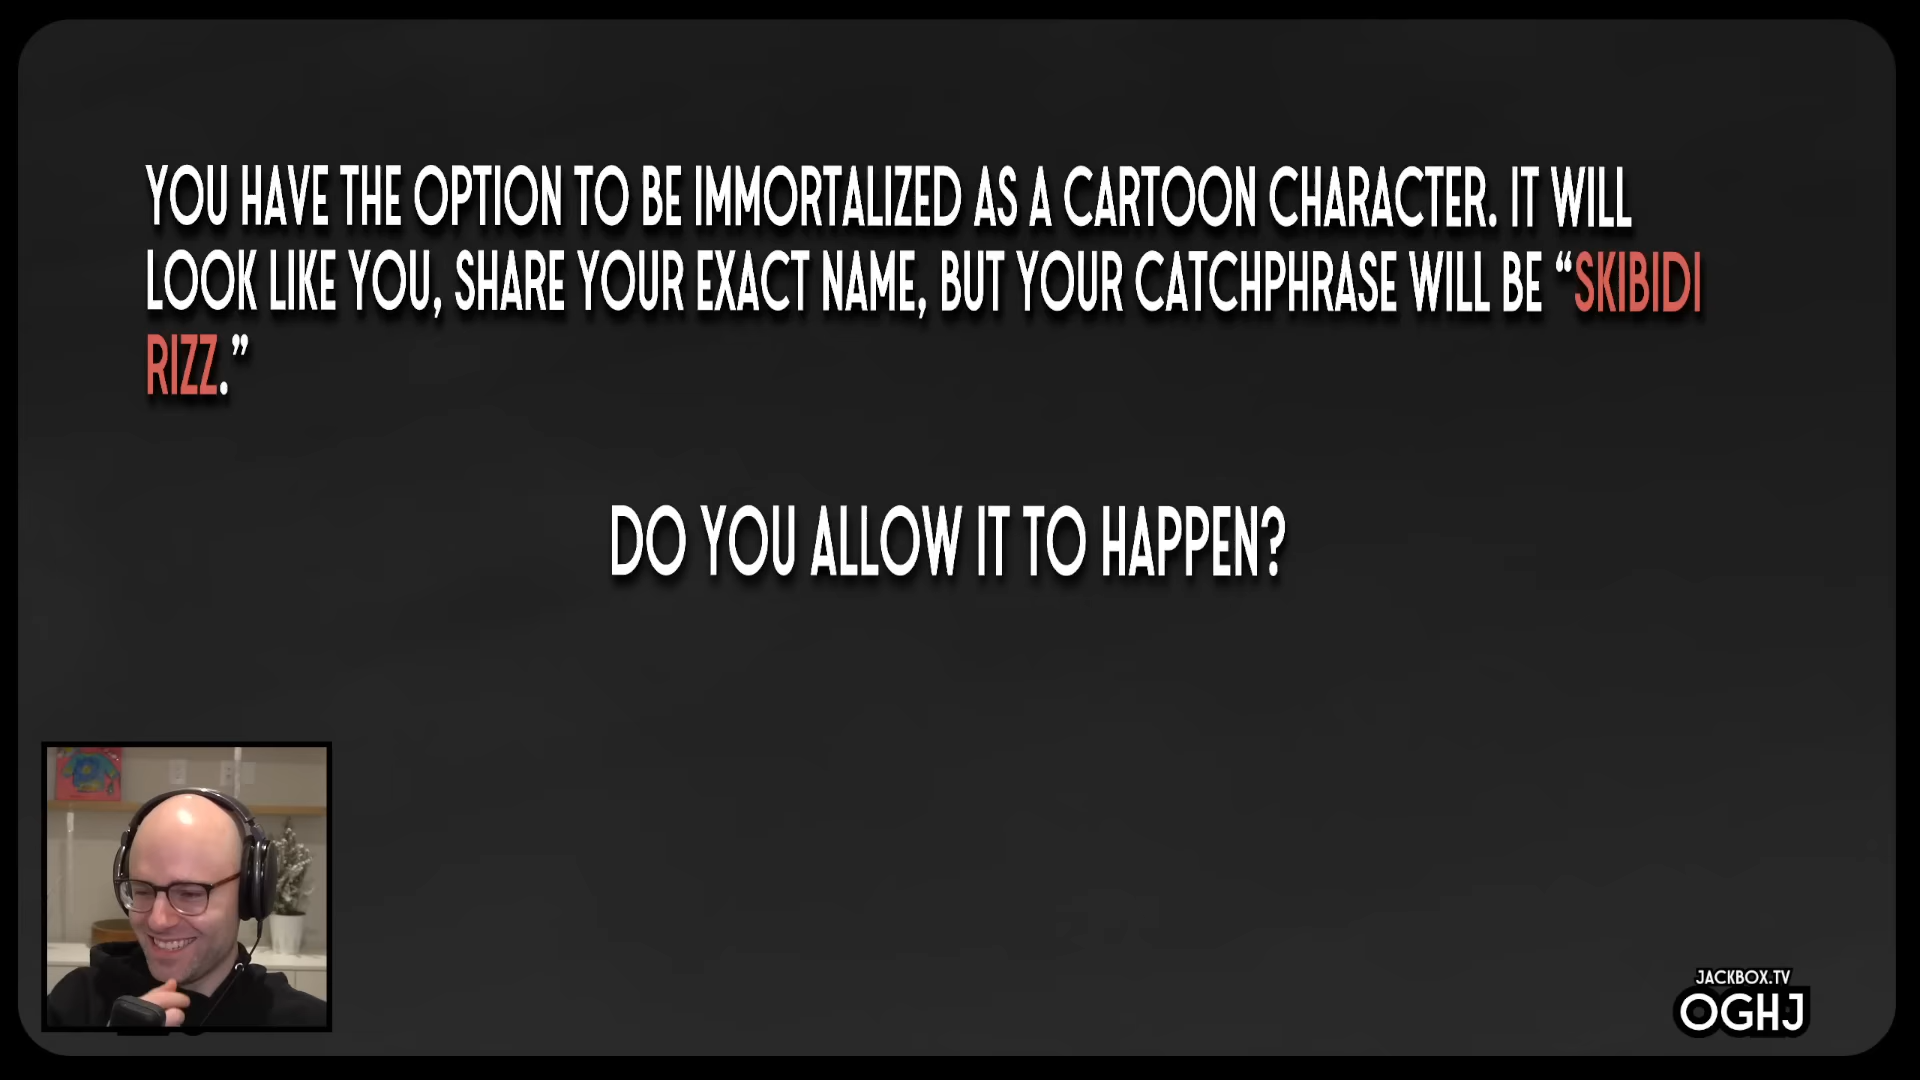 YOU HAVE THE OPTION TO BE IMMORTALIZED AS A CARTOON CHARACTER. IT WILL
LOOK LIKE YOU, SHARE YOUR EXACT NAME, BUT YOUR CATCHPHRASE WILL BE “SKIBIDI
RIZZ.”
DO YOU ALLOW IT TO HAPPEN?
JACKBOX.TV
OGHJ